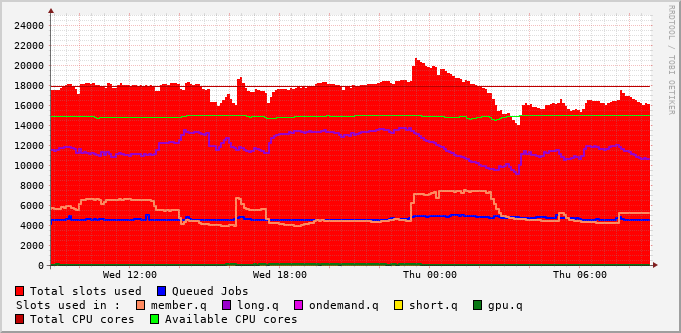 24000
22000
20000
18000
16000
14000
12000
10000
8000
6000
4000
2000
0
Wed 12:00 Wed 18:00 Thu 00:00 Thu 06:00
Total slots used Queued Jobs
Slots used in : member.q long.q ondemand.q short.q gpu.q
Total CPU cores Available CPU cores
RRDTOOL / TOBI OETIKER